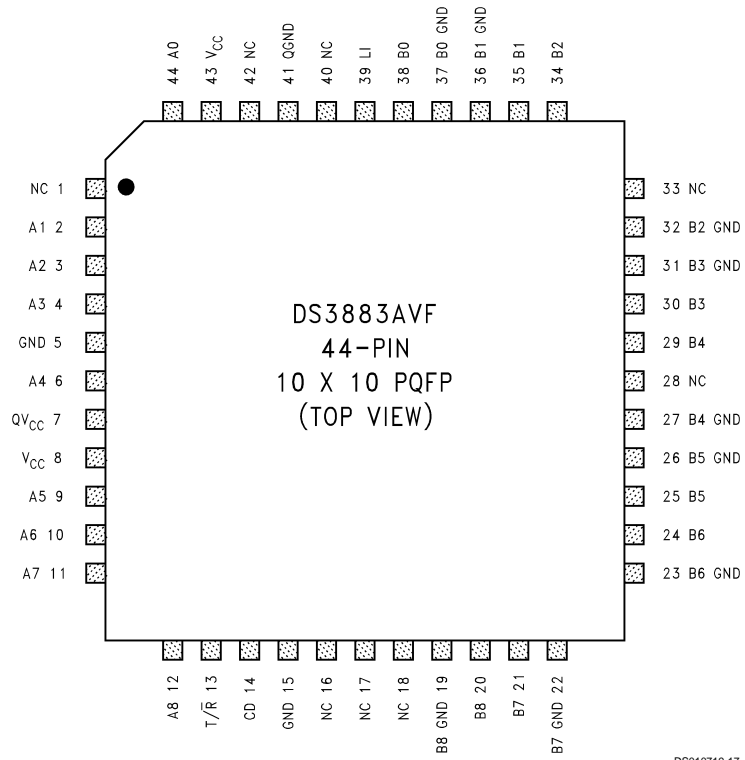 44 A0
43 VCC
42 NC
41 QGND
40 NC
39 LI
38 B0
37 B0 GND
36 B1 GND
35 B1
34 B2
NC 1
A1 2
A2 3
A3 4
GND 5
A4 6
QVCC 7
VCC 8
A5 9
A6 10
A7 11
DS3883AVF
44-PIN
10 X 10 PQFP
(TOP VIEW)
33 NC
32 B2 GND
31 B3 GND
30 B3
29 B4
28 NC
27 B4 GND
26 B5 GND
25 B5
24 B6
23 B6 GND
A8 12
T/R̅ 13
CD 14
GND 15
NC 16
NC 17
NC 18
B8 GND 19
B8 20
B7 21
B7 GND 22